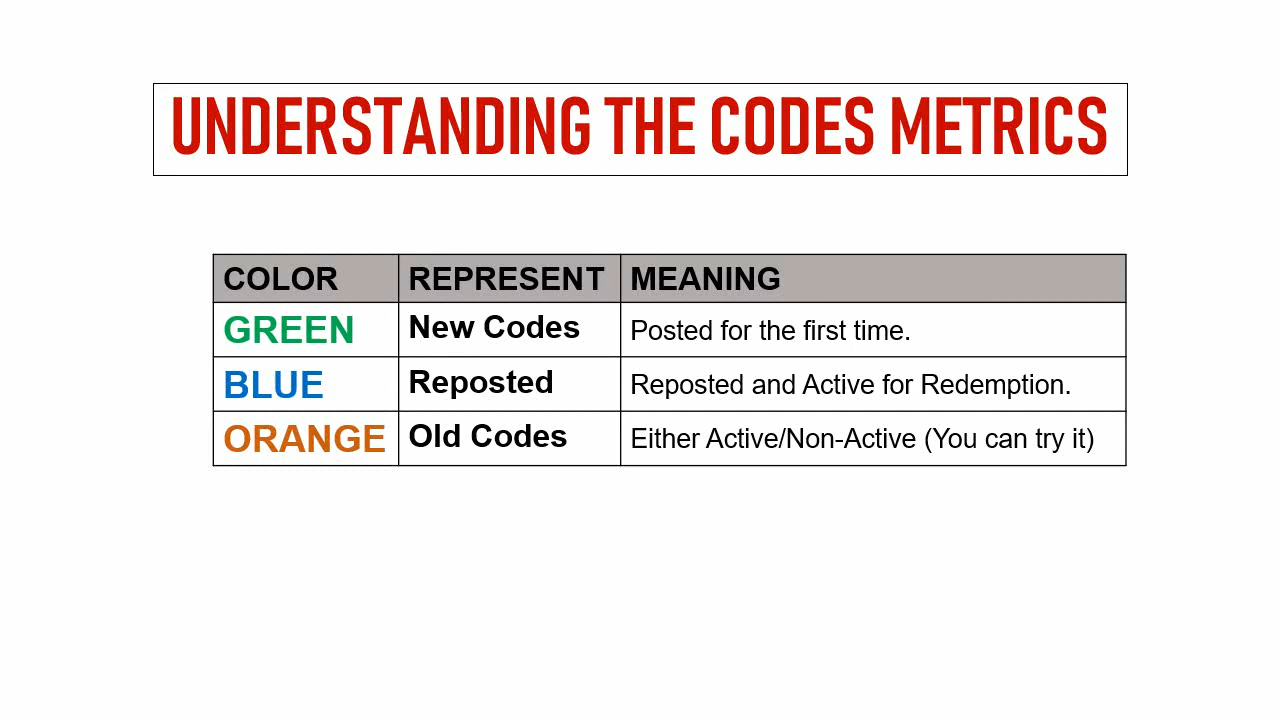 UNDERSTANDING THE CODES METRICS
COLOR REPRESENT MEANING
GREEN New Codes Posted for the first time.
BLUE Reposted Reposted and Active for Redemption.
ORANGE Old Codes Either Active/Non-Active (You can try it)